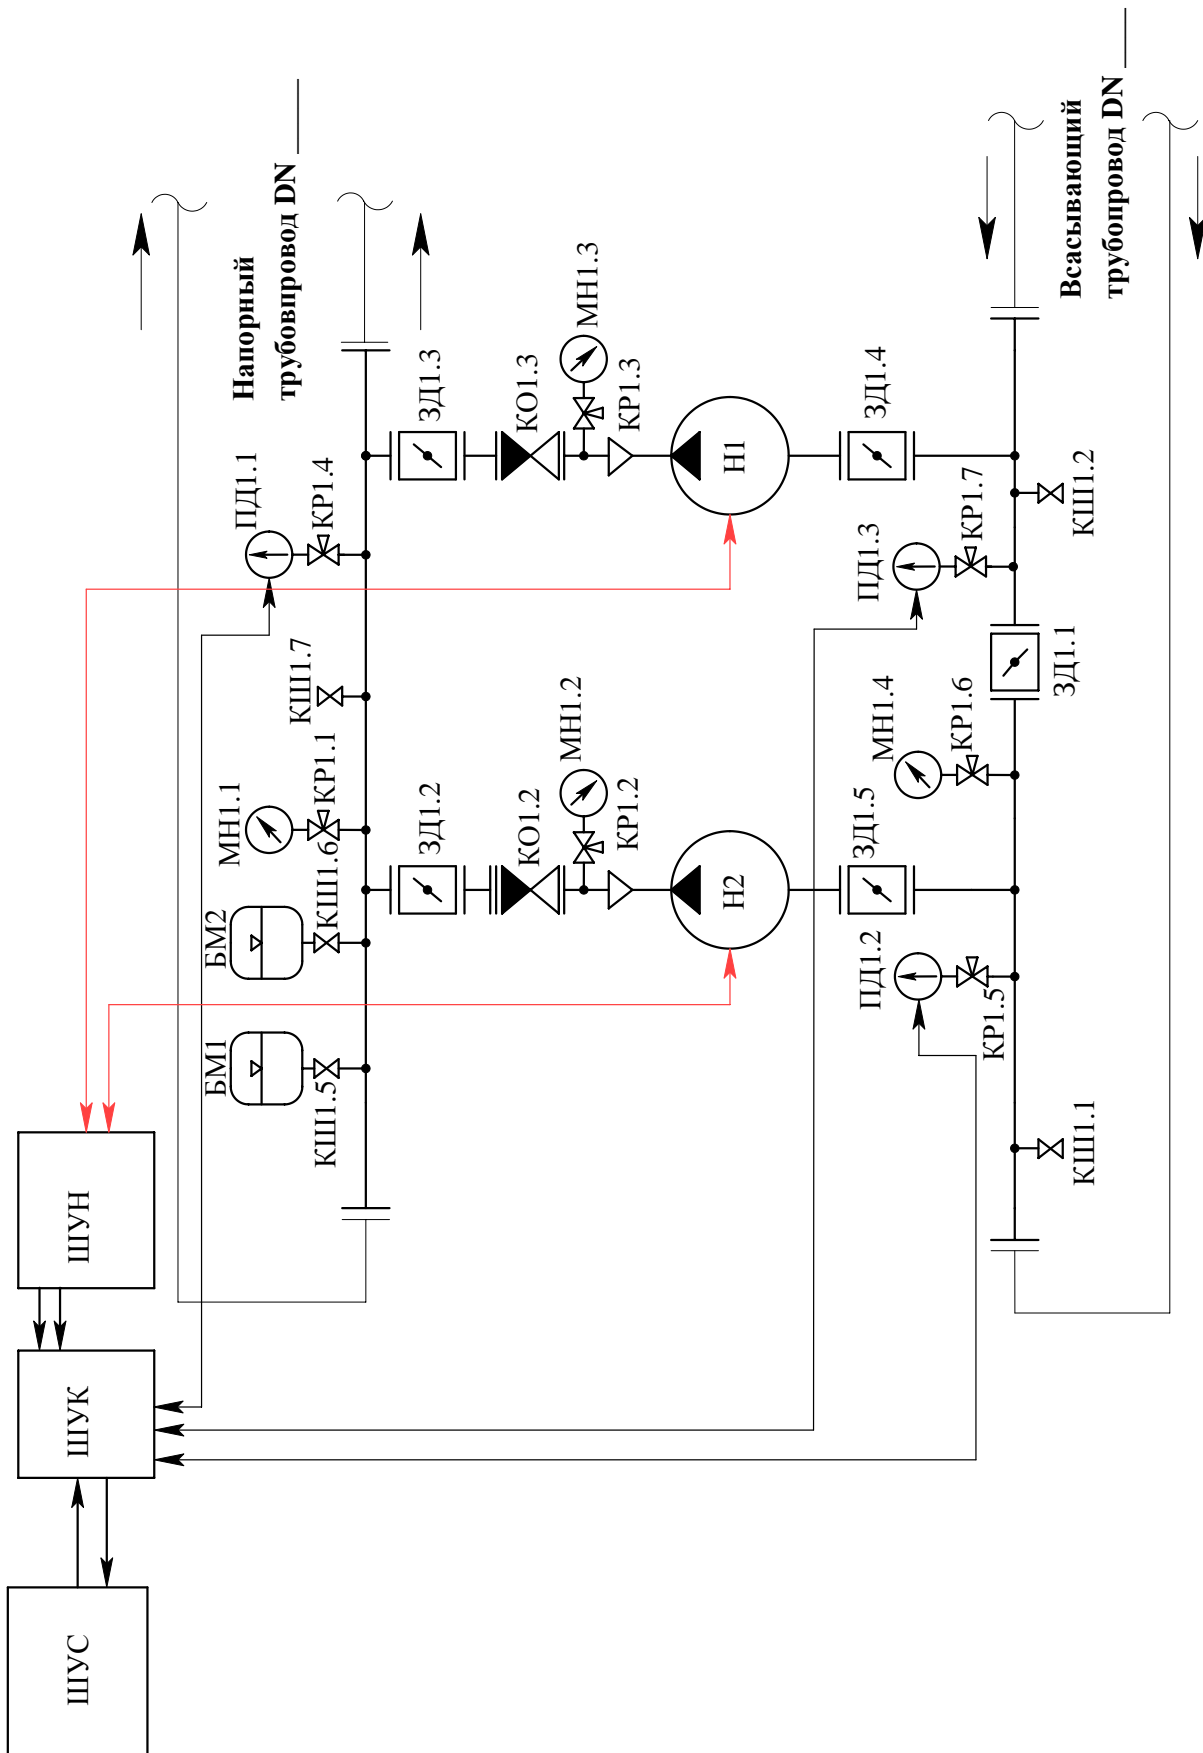 ШУС
ШУК
ШУН
Напорный
трубовпровод DN
Всасывающий
трубопровод DN
БМ1
КШ1.5
БМ2
КШ1.6
МН1.1
КР1.1
КШ1.7
ПД1.1
КР1.4
ЗД1.2
КО1.2
МН1.2
КР1.2
Н2
ЗД1.5
ЗД1.3
КО1.3
МН1.3
КР1.3
Н1
ЗД1.4
КШ1.1
ПД1.2
КР1.5
МН1.4
КР1.6
ЗД1.1
ПД1.3
КР1.7
КШ1.2